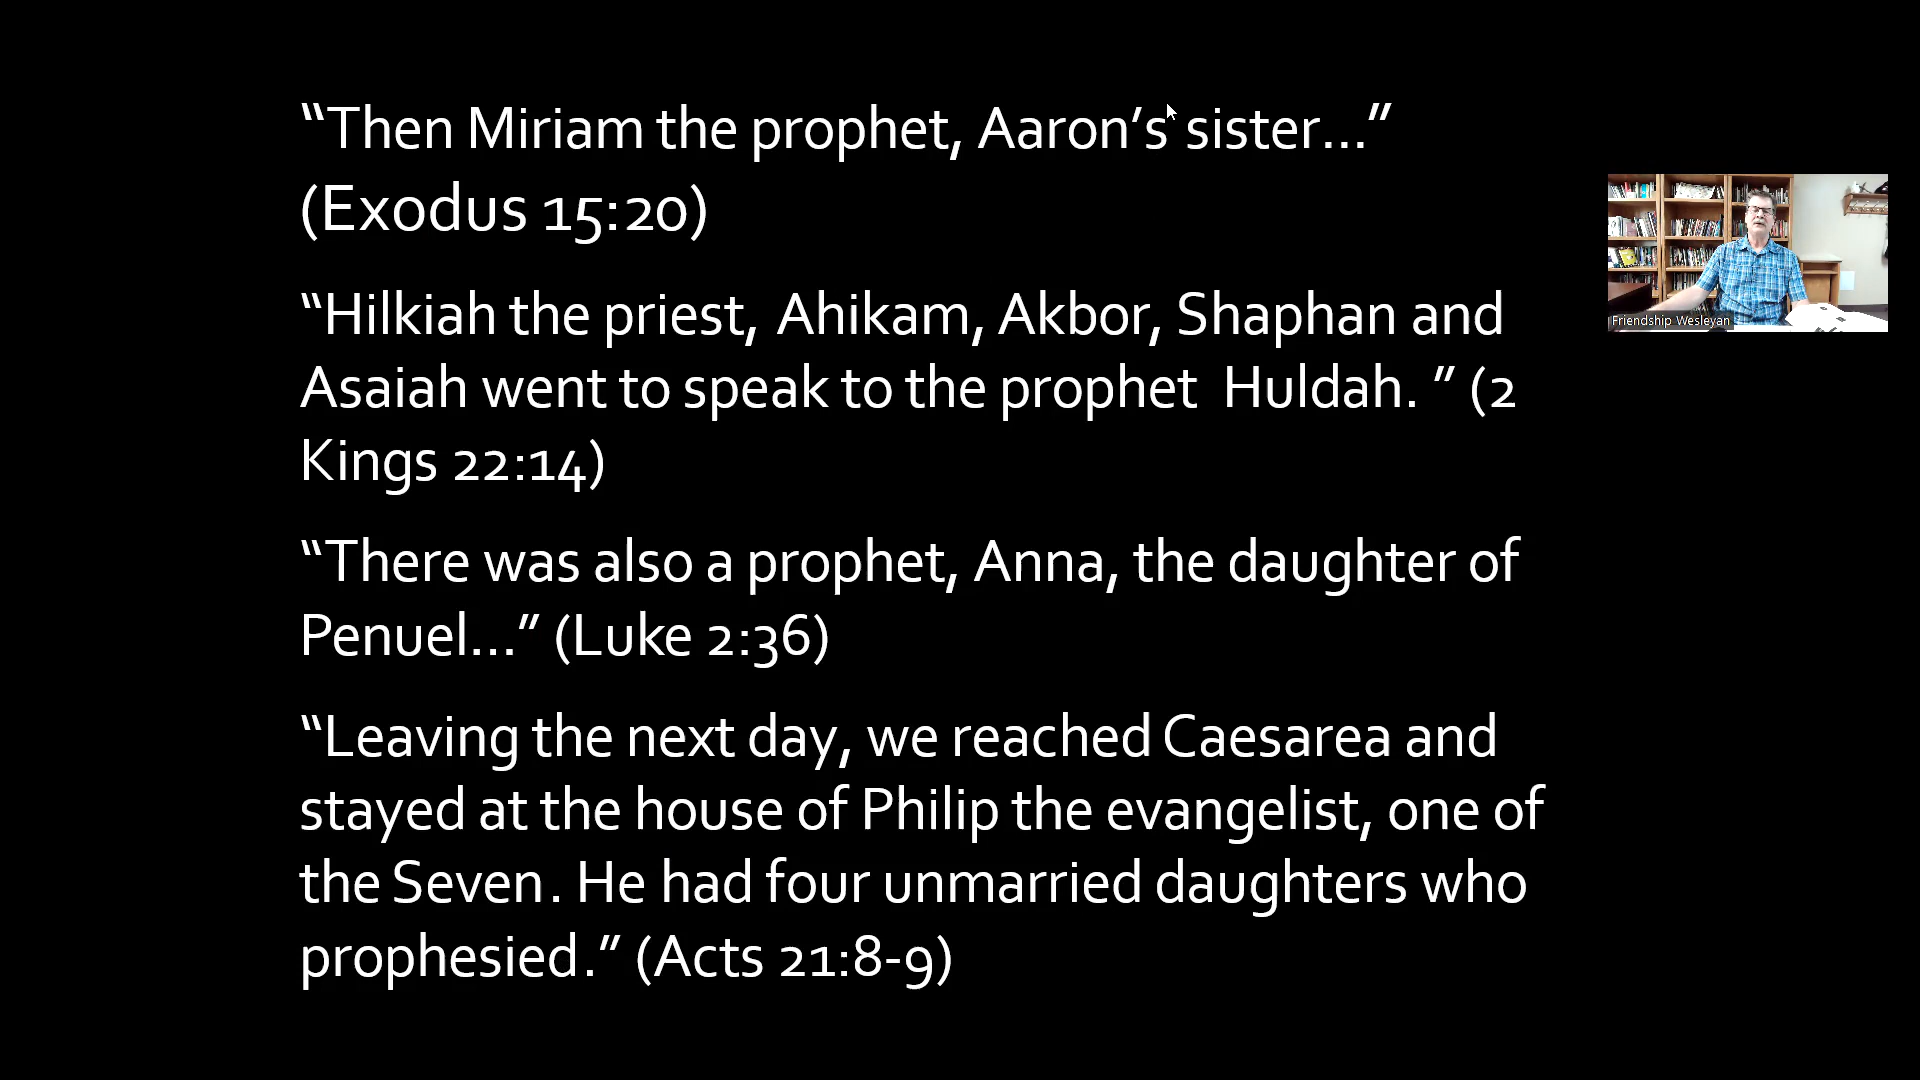 “Then Miriam the prophet, Aaron’s sister…”
(Exodus 15:20)
“Hilkiah the priest, Ahikam, Akbor, Shaphan and
Asaiah went to speak to the prophet Huldah. ” (2
Kings 22:14)
“There was also a prophet, Anna, the daughter of
Penuel…” (Luke 2:36)
“Leaving the next day, we reached Caesarea and
stayed at the house of Philip the evangelist, one of
the Seven. He had four unmarried daughters who
prophesied.” (Acts 21:8-9)
Friendship Wesleyan